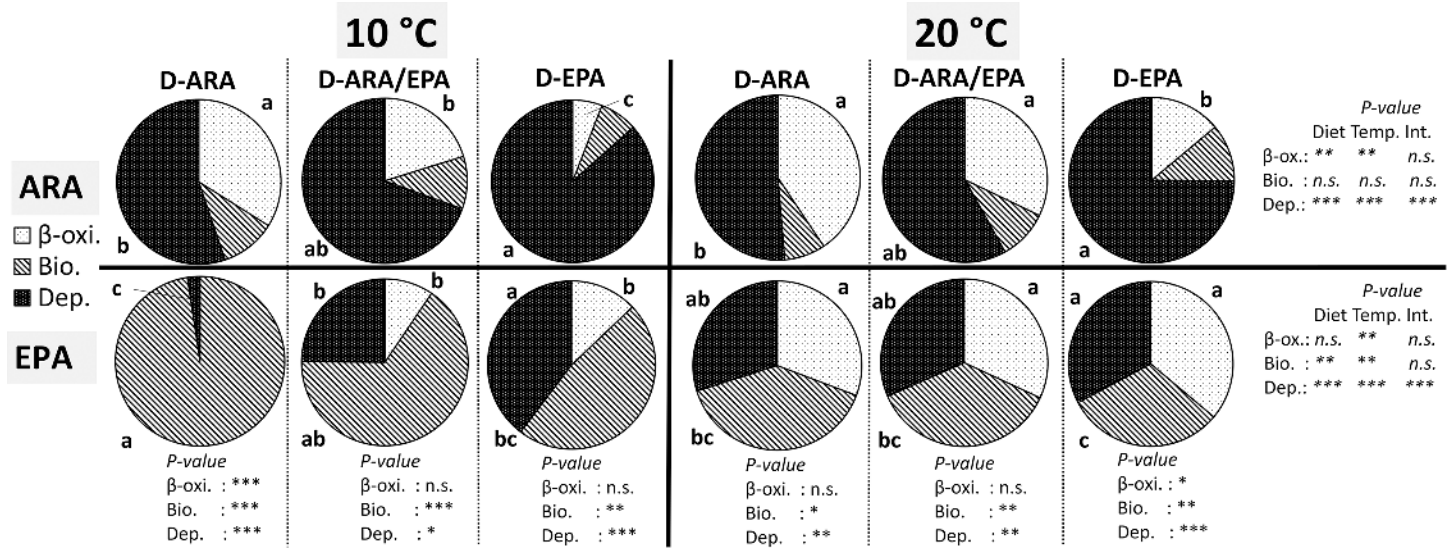 10 °C
20 °C
D-ARA
D-ARA/EPA
D-EPA
D-ARA
D-ARA/EPA
D-EPA
a
b
c
a
a
b
P-value
Diet Temp. Int.
β-ox.: ** ** n.s.
Bio. : n.s. n.s. n.s.
Dep.: *** *** ***
ARA
β-oxi.
Bio.
Dep.
b
ab
a
b
ab
a
c
b
b
a
b
ab
a
ab
a
a
a
P-value
Diet Temp. Int.
β-ox.: n.s. ** n.s.
Bio. : ** ** n.s.
Dep.: *** *** ***
EPA
a
ab
bc
bc
bc
c
P-value
β-oxi. : ***
Bio. : ***
Dep. : ***
P-value
β-oxi. : n.s.
Bio. : ***
Dep. : *
P-value
β-oxi. : n.s.
Bio. : **
Dep. : ***
P-value
β-oxi. : n.s.
Bio. : *
Dep. : **
P-value
β-oxi. : n.s.
Bio. : **
Dep. : **
P-value
β-oxi. : *
Bio. : **
Dep. : ***